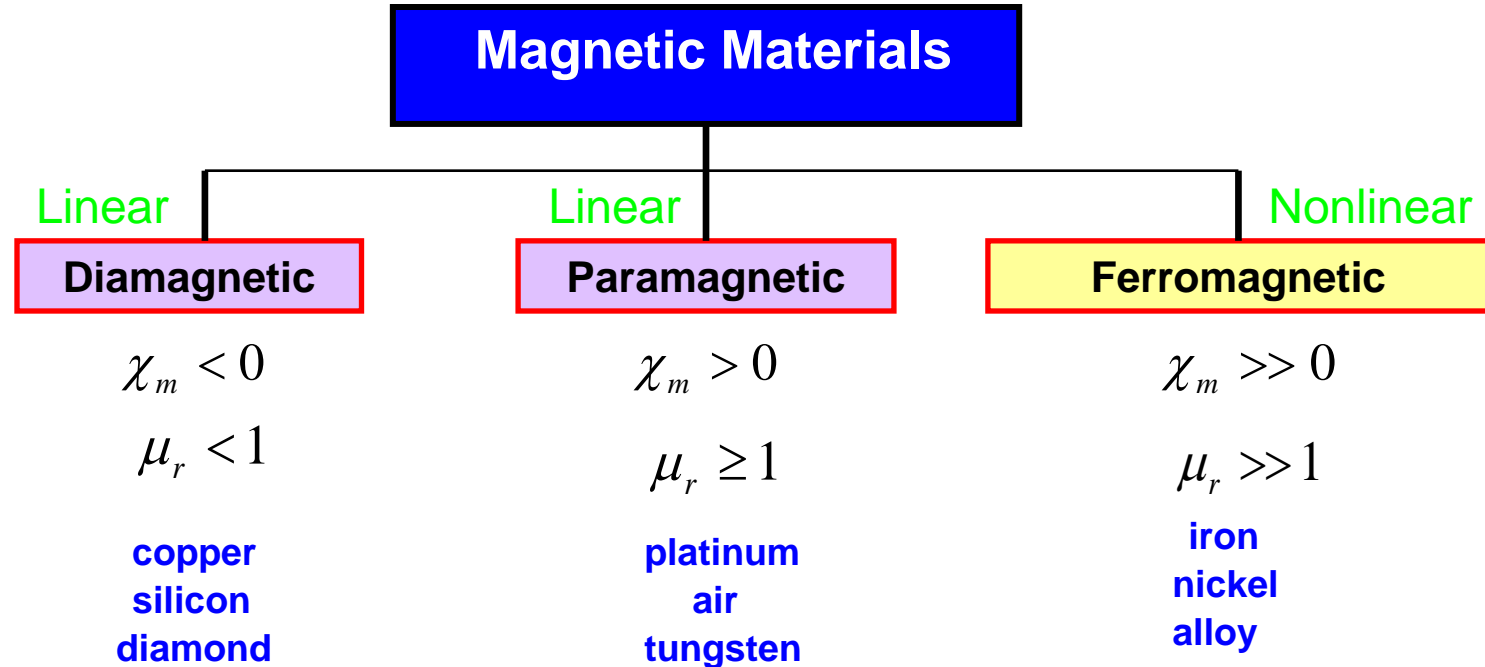 Magnetic Materials
Linear
Linear
Nonlinear
Diamagnetic
Paramagnetic
Ferromagnetic
χₘ < 0
χₘ > 0
χₘ >> 0
μᵣ < 1
μᵣ ≥ 1
μᵣ >> 1
copper
silicon
diamond
platinum
air
tungsten
iron
nickel
alloy